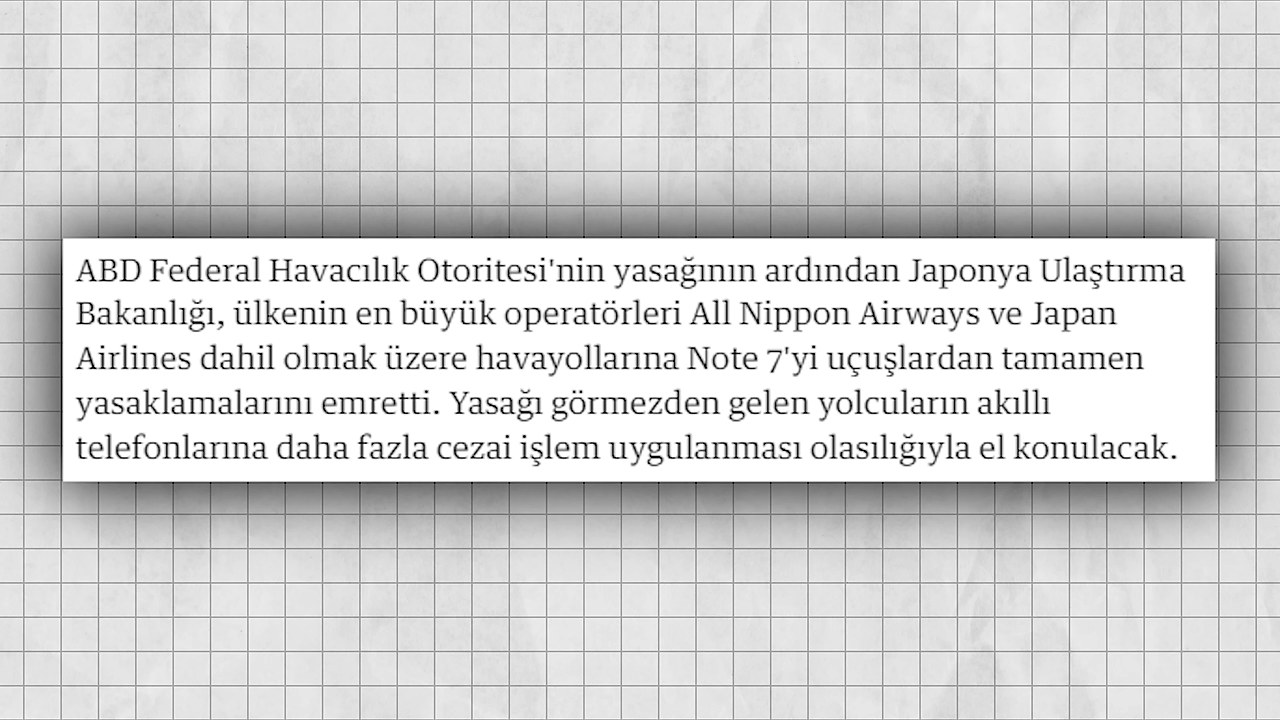 ABD Federal Havacılık Otoritesi'nin yasağının ardından Japonya Ulaştırma
Bakanlığı, ülkenin en büyük operatörleri All Nippon Airways ve Japan
Airlines dahil olmak üzere havayollarına Note 7'yi uçuşlardan tamamen
yasaklamalarını emretti. Yasağı görmezden gelen yolcuların akıllı
telefonlarına daha fazla cezai işlem uygulanması olasılığıyla el konulacak.